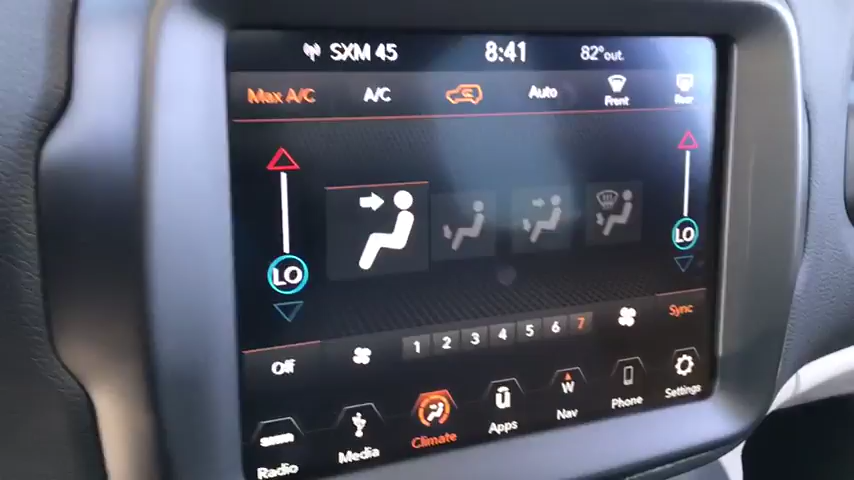 SXM 45 8:41 82° out.
Max A/C A/C Auto Front Rear
LO LO
1 2 3 4 5 6 7 Sync
Off
Radio Media Climate Apps Nav Phone Settings